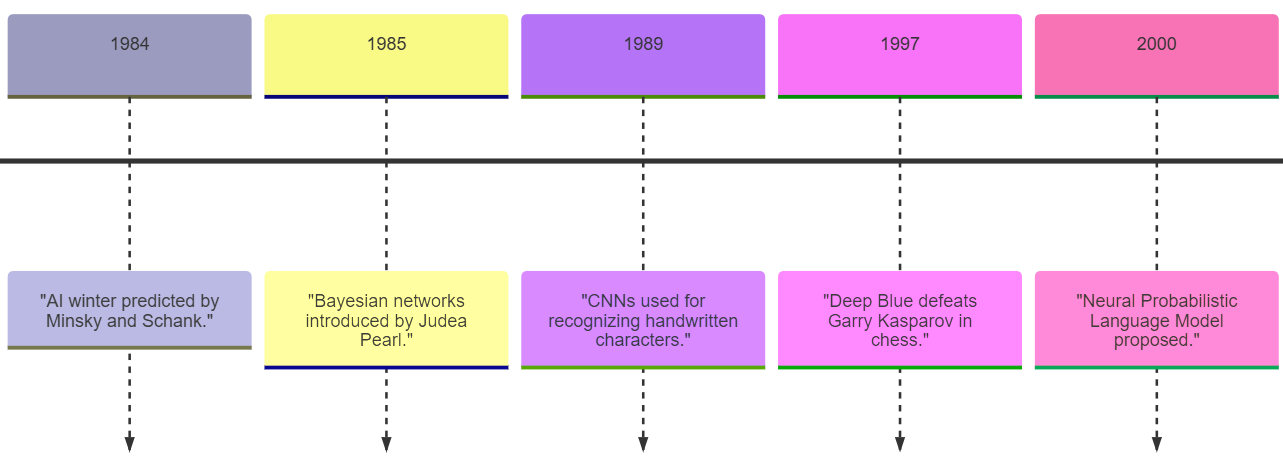 1984
1985
1989
1997
2000
"AI winter predicted by
Minsky and Schank."
"Bayesian networks
introduced by Judea
Pearl."
"CNNs used for
recognizing handwritten
characters."
"Deep Blue defeats
Garry Kasparov in
chess."
"Neural Probabilistic
Language Model
proposed."